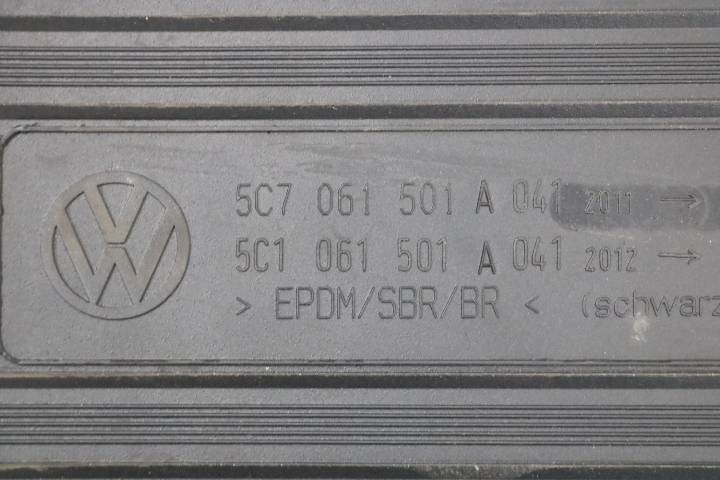 5C7 061 501 A 041 2011 →
5C1 061 501 A 041 2012 →
> EPDM/SBR/BR < (schwarz